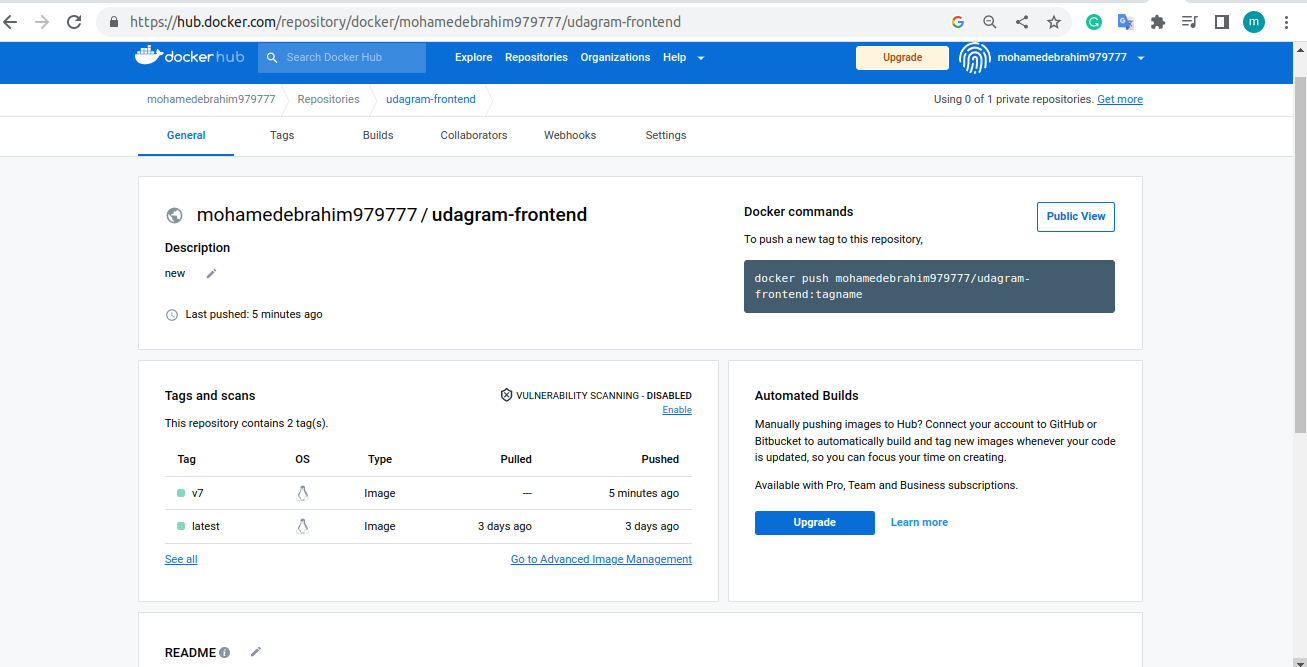 https://hub.docker.com/repository/docker/mohamedebrahim979777/udagram-frontend
m
dockerhub
Search Docker Hub
Explore Repositories Organizations Help
Upgrade
mohamedebrahim979777
mohamedebrahim979777 Repositories udagram-frontend
Using 0 of 1 private repositories. Get more
General Tags Builds Collaborators Webhooks Settings
mohamedebrahim979777 / udagram-frontend
Description
new
Last pushed: 5 minutes ago
Docker commands
Public View
To push a new tag to this repository,
docker push mohamedebrahim979777/udagram-
frontend:tagname
Tags and scans
VULNERABILITY SCANNING - DISABLED
Enable
This repository contains 2 tag(s).
Tag OS Type Pulled Pushed
v7 Image --- 5 minutes ago
latest Image 3 days ago 3 days ago
See all
Go to Advanced Image Management
Automated Builds
Manually pushing images to Hub? Connect your account to GitHub or
Bitbucket to automatically build and tag new images whenever your code
is updated, so you can focus your time on creating.
Available with Pro, Team and Business subscriptions.
Upgrade
Learn more
README